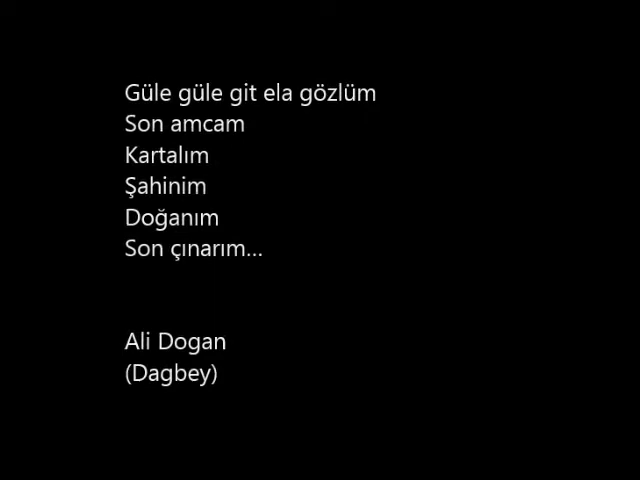 Güle güle git ela gözlüm
Son amcam
Kartalım
Şahinim
Doğanım
Son çınarım...
Ali Dogan
(Dagbey)